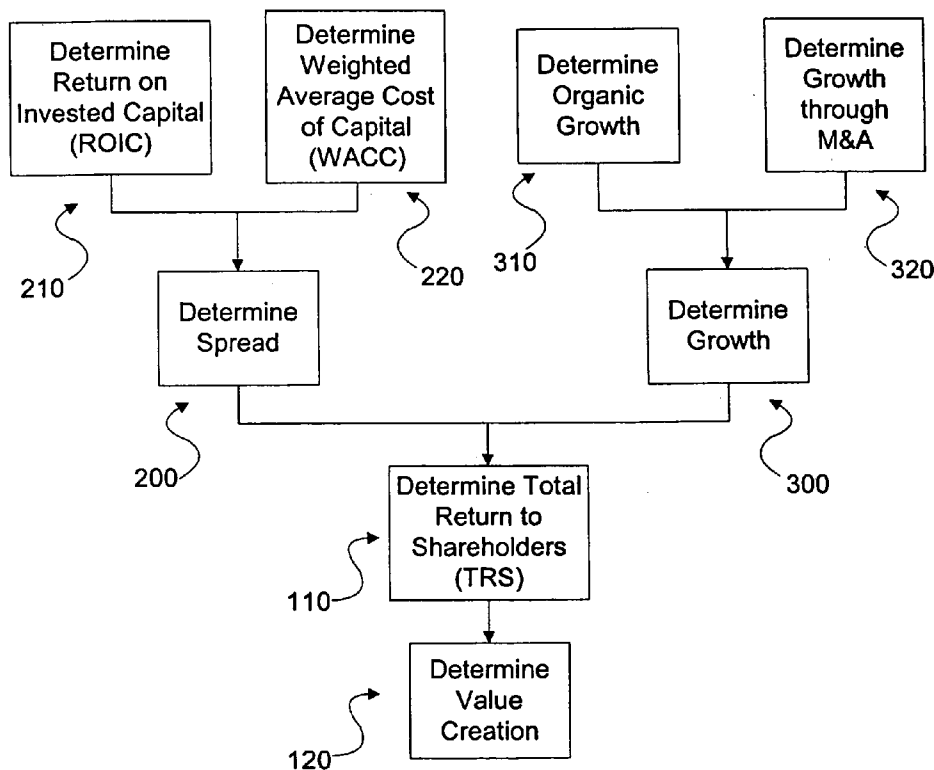 Determine
Return on
Invested Capital
(ROIC)
Determine
Weighted
Average Cost
of Capital
(WACC)
Determine
Organic
Growth
Determine
Growth
through
M&A
210
220
310
320
Determine
Spread
Determine
Growth
200
300
Determine Total
Return to
Shareholders
(TRS)
110
Determine
Value
Creation
120